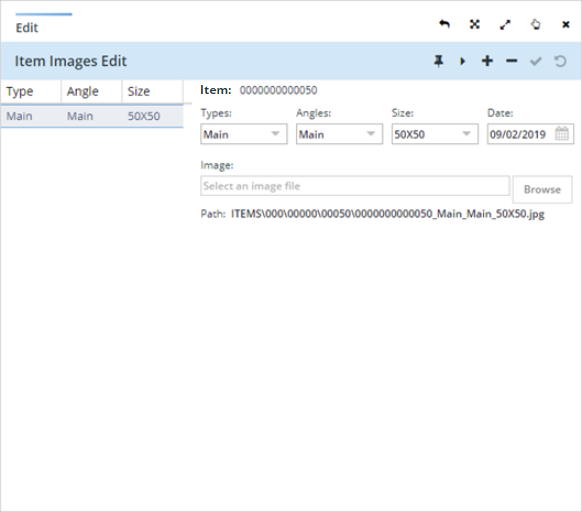 Edit
Item Images Edit
Type Angle Size
Main Main 50X50
Item: 0000000000050
Types: Angles: Size: Date:
Main Main 50X50 09/02/2019
Image:
Select an image file Browse
Path: ITEMS\000\00000\00050\0000000000050_Main_Main_50X50.jpg